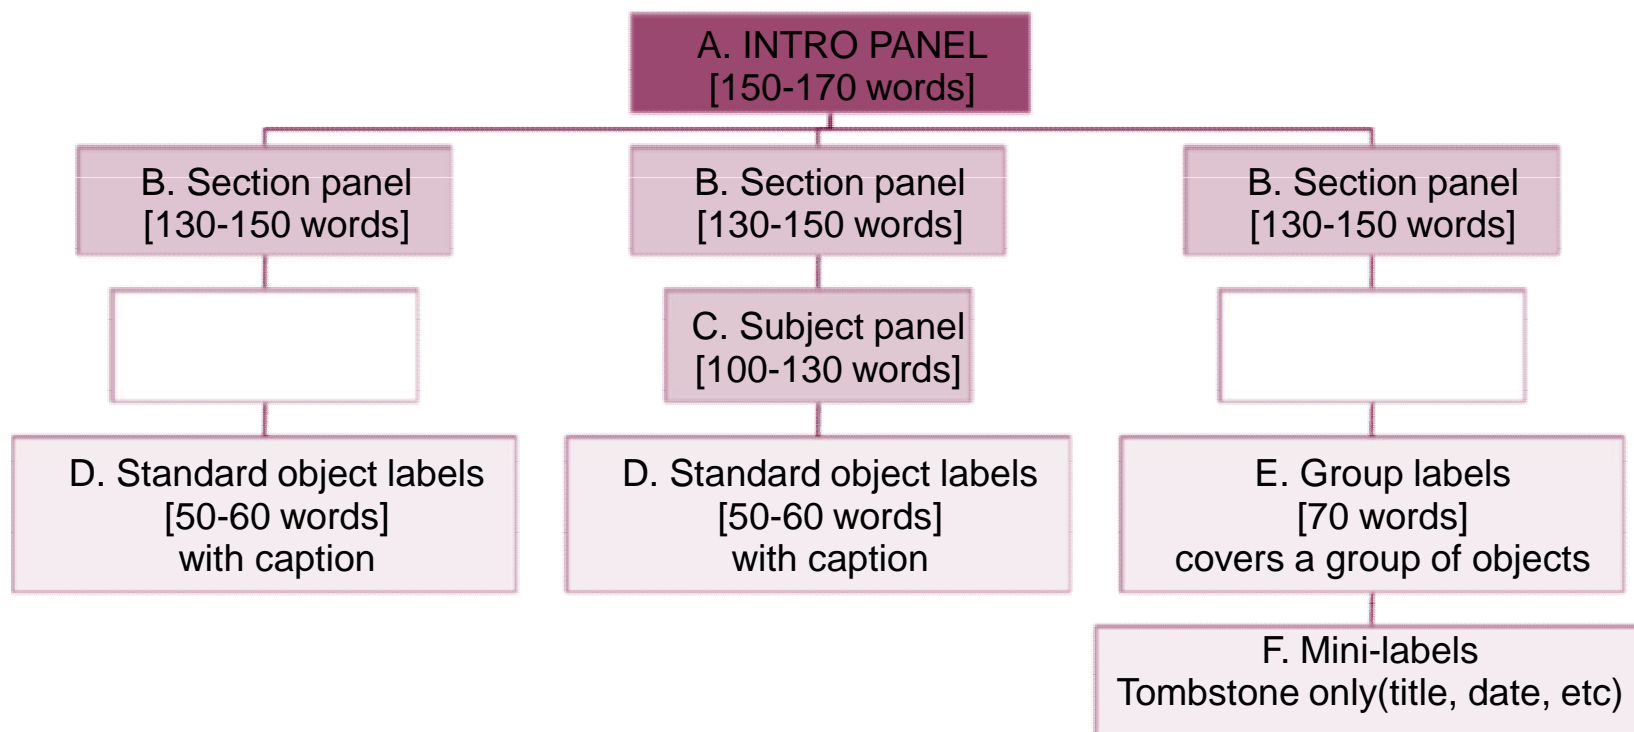 A. INTRO PANEL
[150-170 words]
B. Section panel
[130-150 words]
B. Section panel
[130-150 words]
B. Section panel
[130-150 words]
C. Subject panel
[100-130 words]
D. Standard object labels
[50-60 words]
with caption
D. Standard object labels
[50-60 words]
with caption
E. Group labels
[70 words]
covers a group of objects
F. Mini-labels
Tombstone only(title, date, etc)